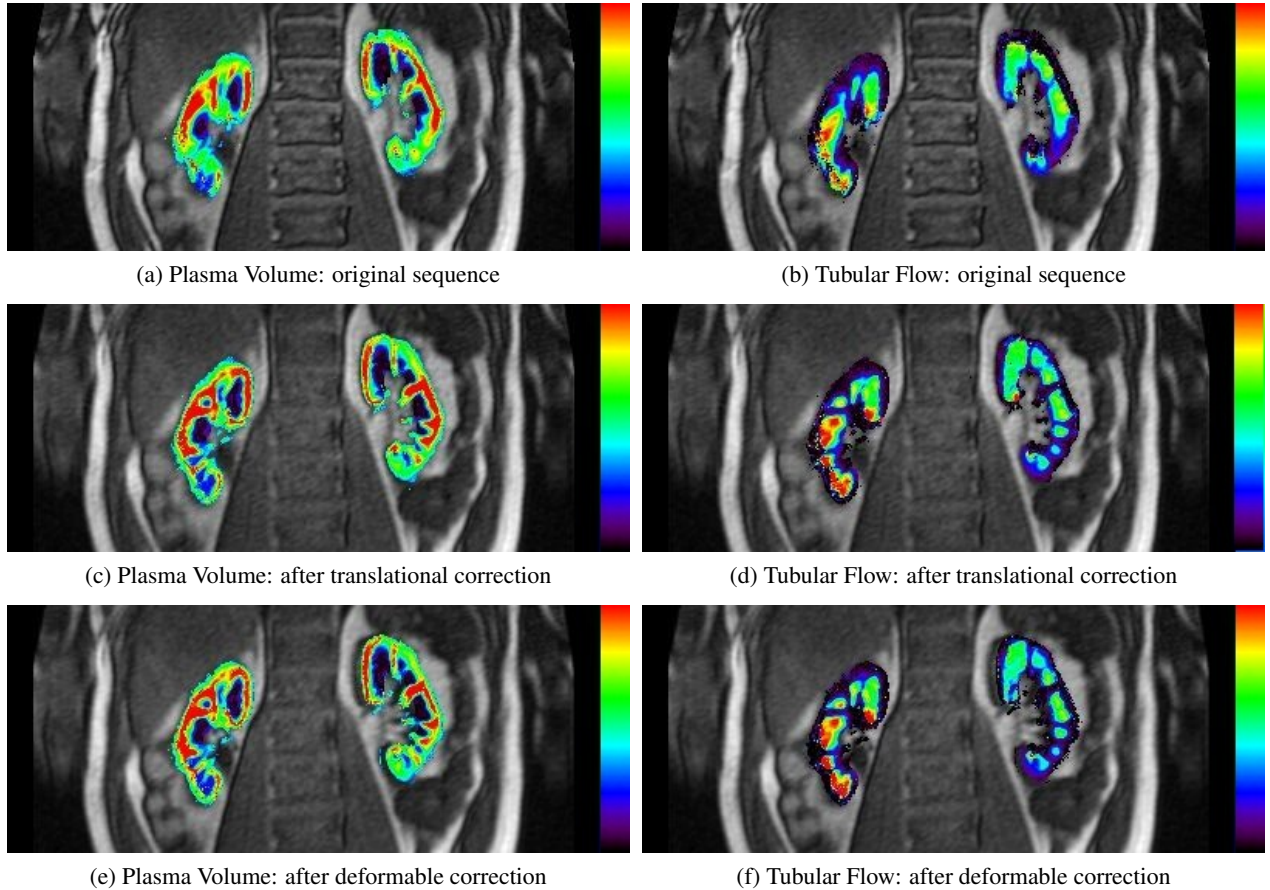 (a) Plasma Volume: original sequence
(b) Tubular Flow: original sequence
(c) Plasma Volume: after translational correction
(d) Tubular Flow: after translational correction
(e) Plasma Volume: after deformable correction
(f) Tubular Flow: after deformable correction